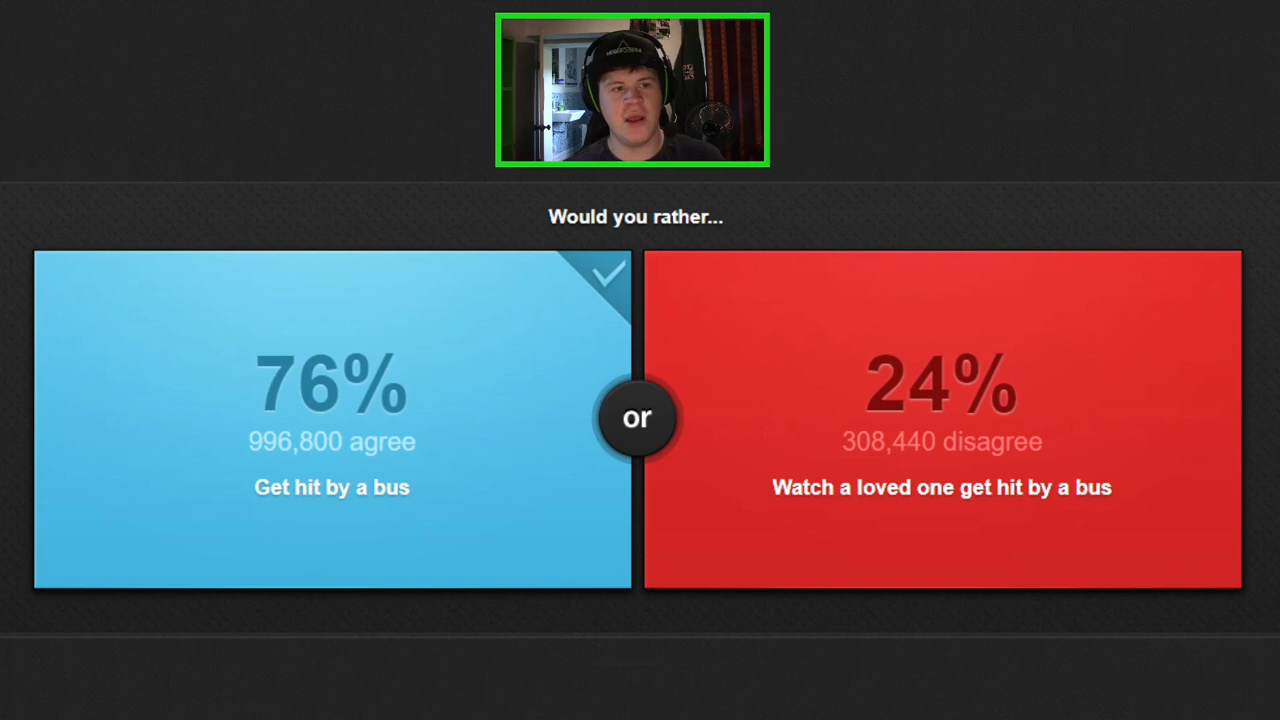 Would you rather...
76%
996,800 agree
Get hit by a bus
or
24%
308,440 disagree
Watch a loved one get hit by a bus